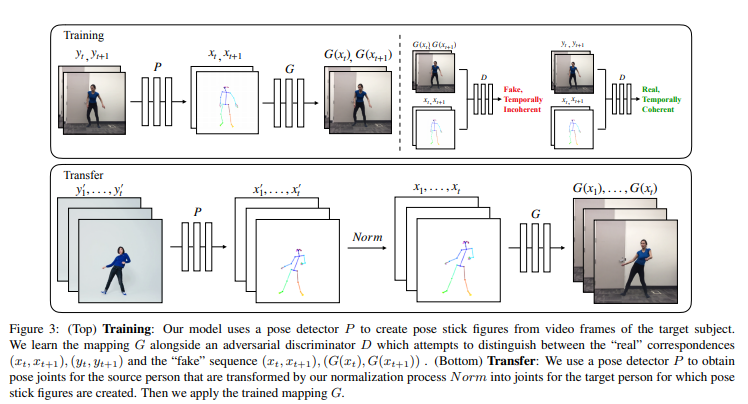 Training
y_t, y_{t+1}
P
x_t, x_{t+1}
G
G(x_t), G(x_{t+1})
G(x_t) G(x_{t+1})
D
x_t, x_{t+1}
Fake,
Temporally
Incoherent
y_t, y_{t+1}
D
x_t, x_{t+1}
Real,
Temporally
Coherent
Transfer
y′_1, . . . , y′_t
P
x′_1, . . . , x′_t
Norm
x_1, . . . , x_t
G
G(x_1), . . . , G(x_t)
Figure 3: (Top) Training: Our model uses a pose detector P to create pose stick figures from video frames of the target subject.
We learn the mapping G alongside an adversarial discriminator D which attempts to distinguish between the “real” correspondences
(x_t, x_{t+1}), (y_t, y_{t+1}) and the “fake” sequence (x_t, x_{t+1}), (G(x_t), G(x_{t+1})) . (Bottom) Transfer: We use a pose detector P to obtain
pose joints for the source person that are transformed by our normalization process Norm into joints for the target person for which pose
stick figures are created. Then we apply the trained mapping G.